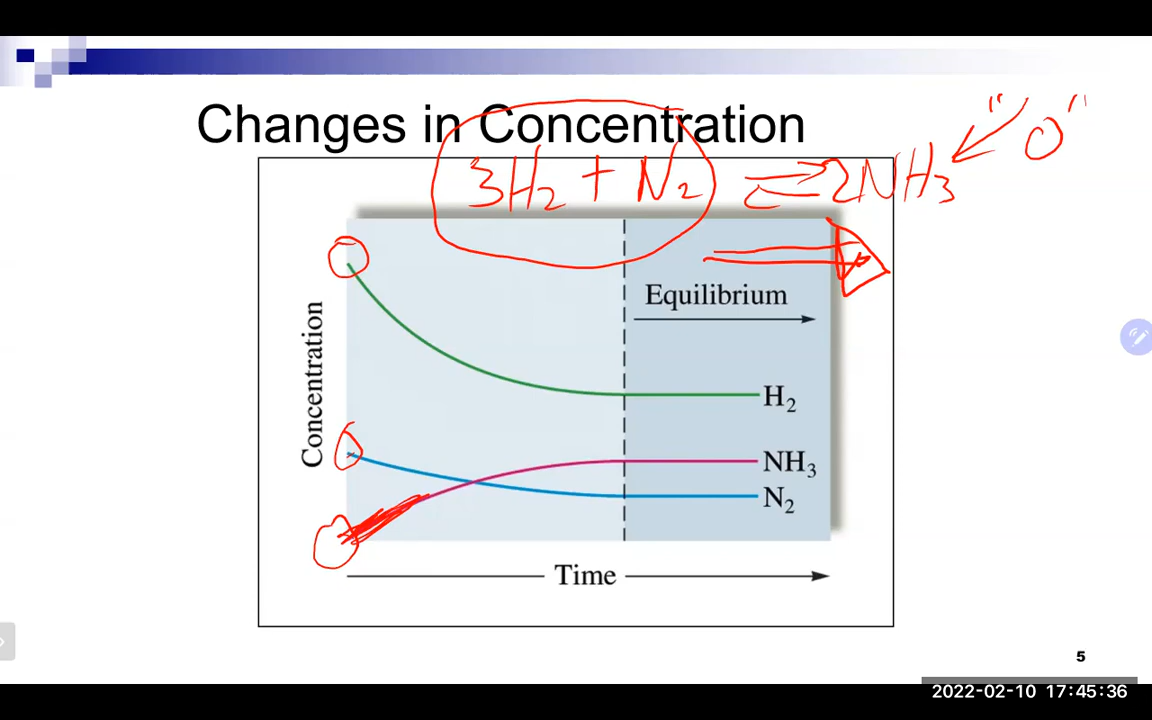 Changes in Concentration
3H2 + N2 ⇌ 2NH3 "0"
Equilibrium
Concentration
H2
NH3
N2
Time
5
2022-02-10 17:45:36